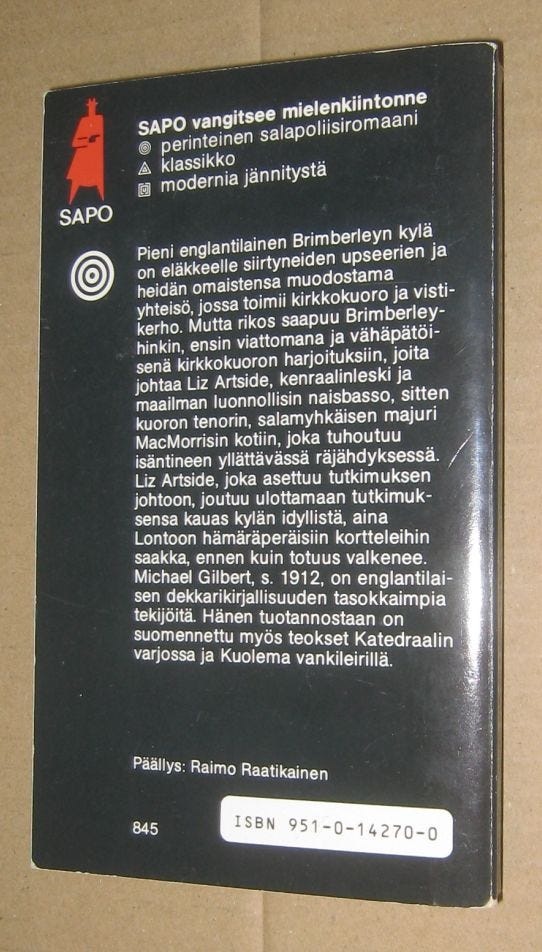 SAPO vangitsee mielenkiintonne
perinteinen salapoliisiromaani
klassikko
modernia jännitystä
SAPO
Pieni englantilainen Brimberleyn kylä
on eläkkeelle siirtyneiden upseerien ja
heidän omaistensa muodostama
yhteisö, jossa toimii kirkkokuoro ja visti-
kerho. Mutta rikos saapuu Brimberley-
hinkin, ensin viattomana ja vähäpätöi-
senä kirkkokuoron harjoituksiin, joita
johtaa Liz Artside, kenraalinleski ja
maailman luonnollisin naisbasso, sitten
kuoron tenorin, salamyhkäisen majuri
MacMorrisin kotiin, joka tuhoutuu
isäntineen yllättävässä räjähdyksessä.
Liz Artside, joka asettuu tutkimuksen
johtoon, joutuu ulottamaan tutkimuk-
sensa kauas kylän idyllistä, aina
Lontoon hämäräperäisiin kortteleihin
saakka, ennen kuin totuus valkenee.
Michael Gilbert, s. 1912, on englantilai-
sen dekkarikirjallisuuden tasokkaimpia
tekijöitä. Hänen tuotannostaan on
suomennettu myös teokset Katedraalin
varjossa ja Kuolema vankileirillä.
Päällys: Raimo Raatikainen
845
ISBN 951-0-14270-0